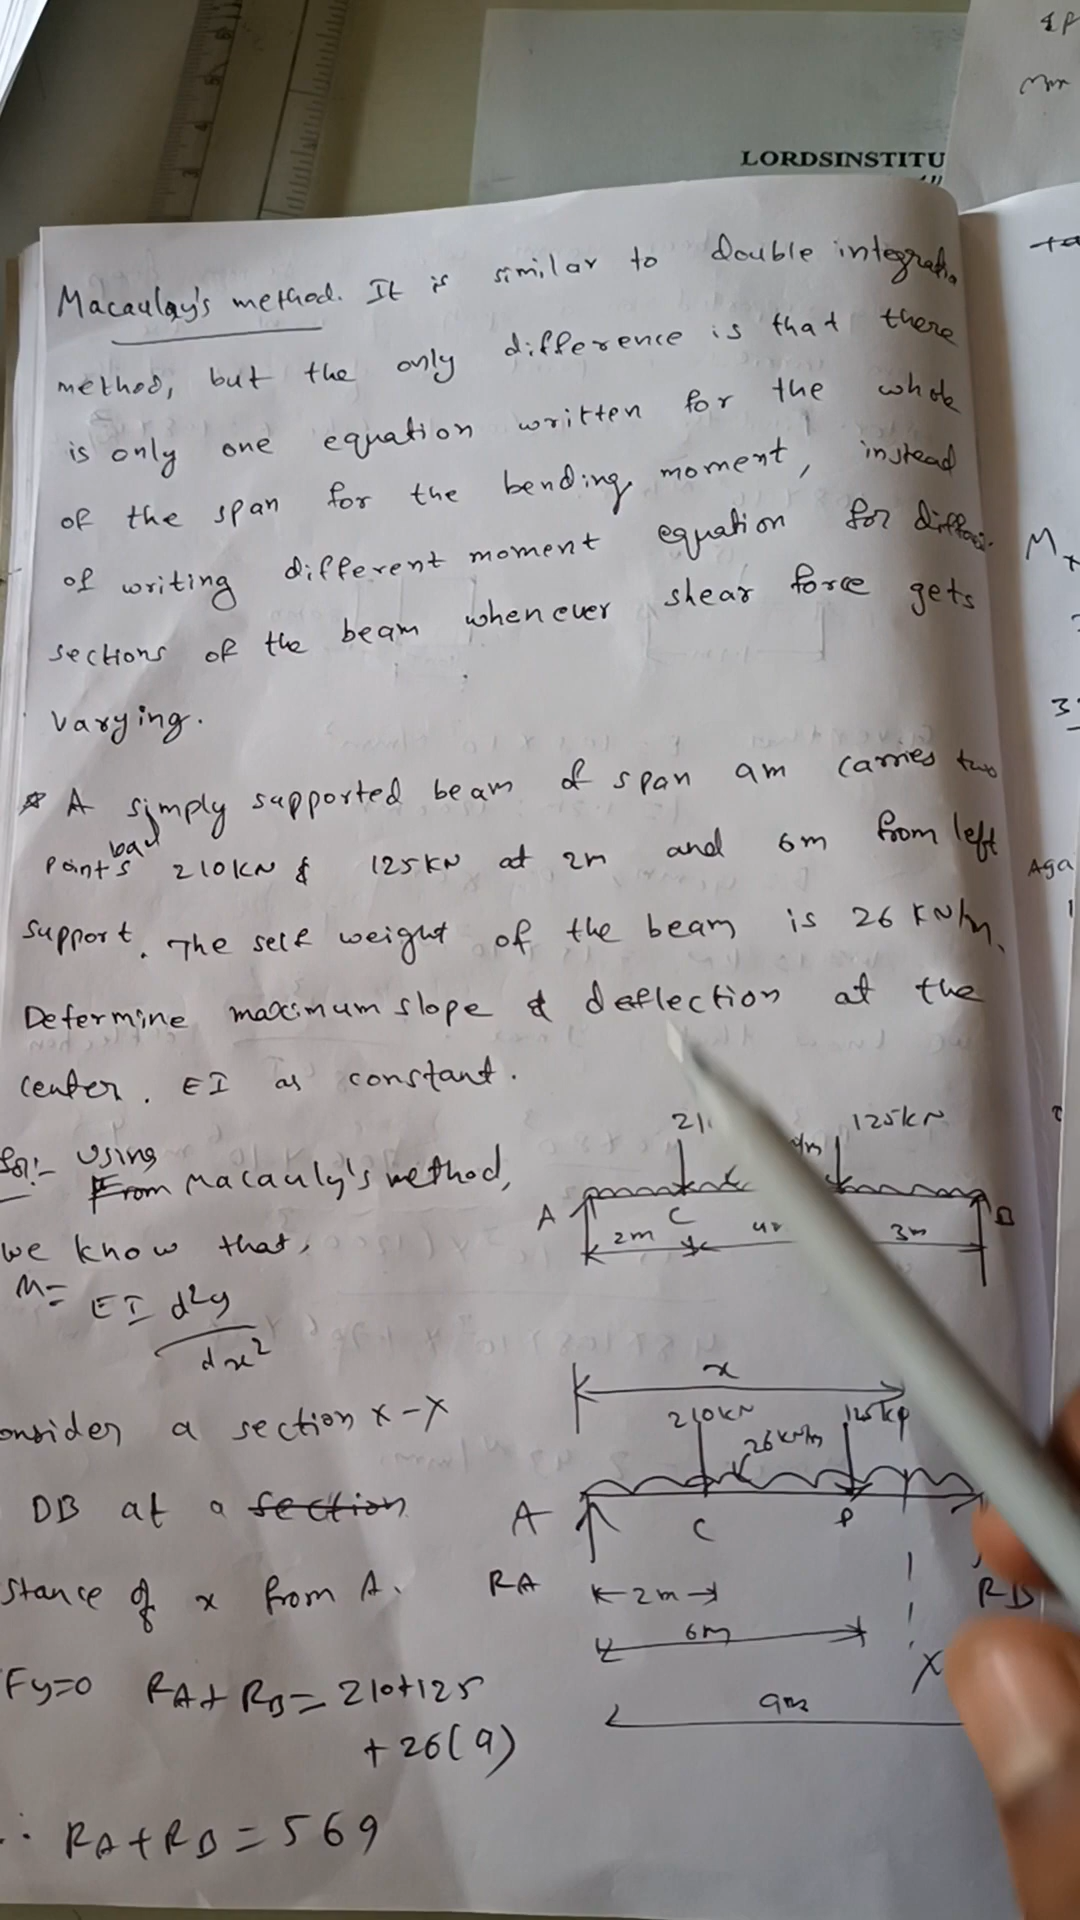 LORDSINSTITU
Macaulay's method. It is similar to double integratio
method, but the only difference is that there
is only one equation written for the whole
of the span for the bending moment, instead
of writing different moment equation for
sections of the beam whenever shear force gets
varying.
* A simply supported beam of span 9m carries two
load
points 210KN & 125KN at 2m and 6m from left
support. The self weight of the beam is 26 KN/m.
Determine maximum slope & deflection at the
center. EI as constant.
21 4m 125KN
Sol:- Using
From Macauly's method,
A C B
2m 3m
we know that,
M= EI d²y
dx²
x
onsider a section X-X
210KN 26KN/m
DB at a section
A C
stance of x from A.
RA 2m RB
6m
X
Fy=0 RA+RB=210+125
9m
+26(9)
∴ RA+RB=569